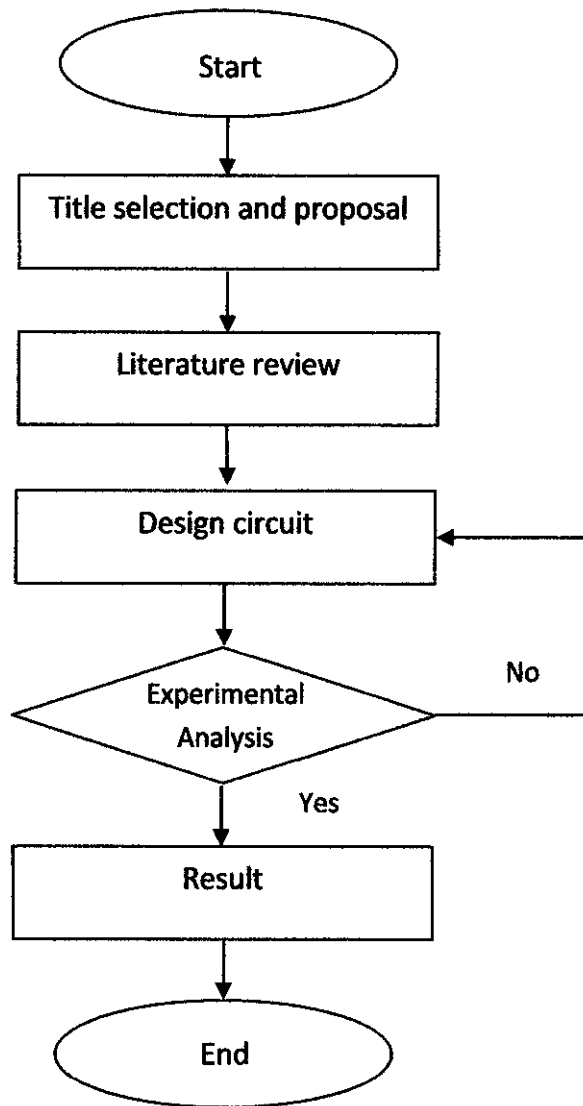 Start
Title selection and proposal
Literature review
Design circuit
Experimental
Analysis
No
Yes
Result
End